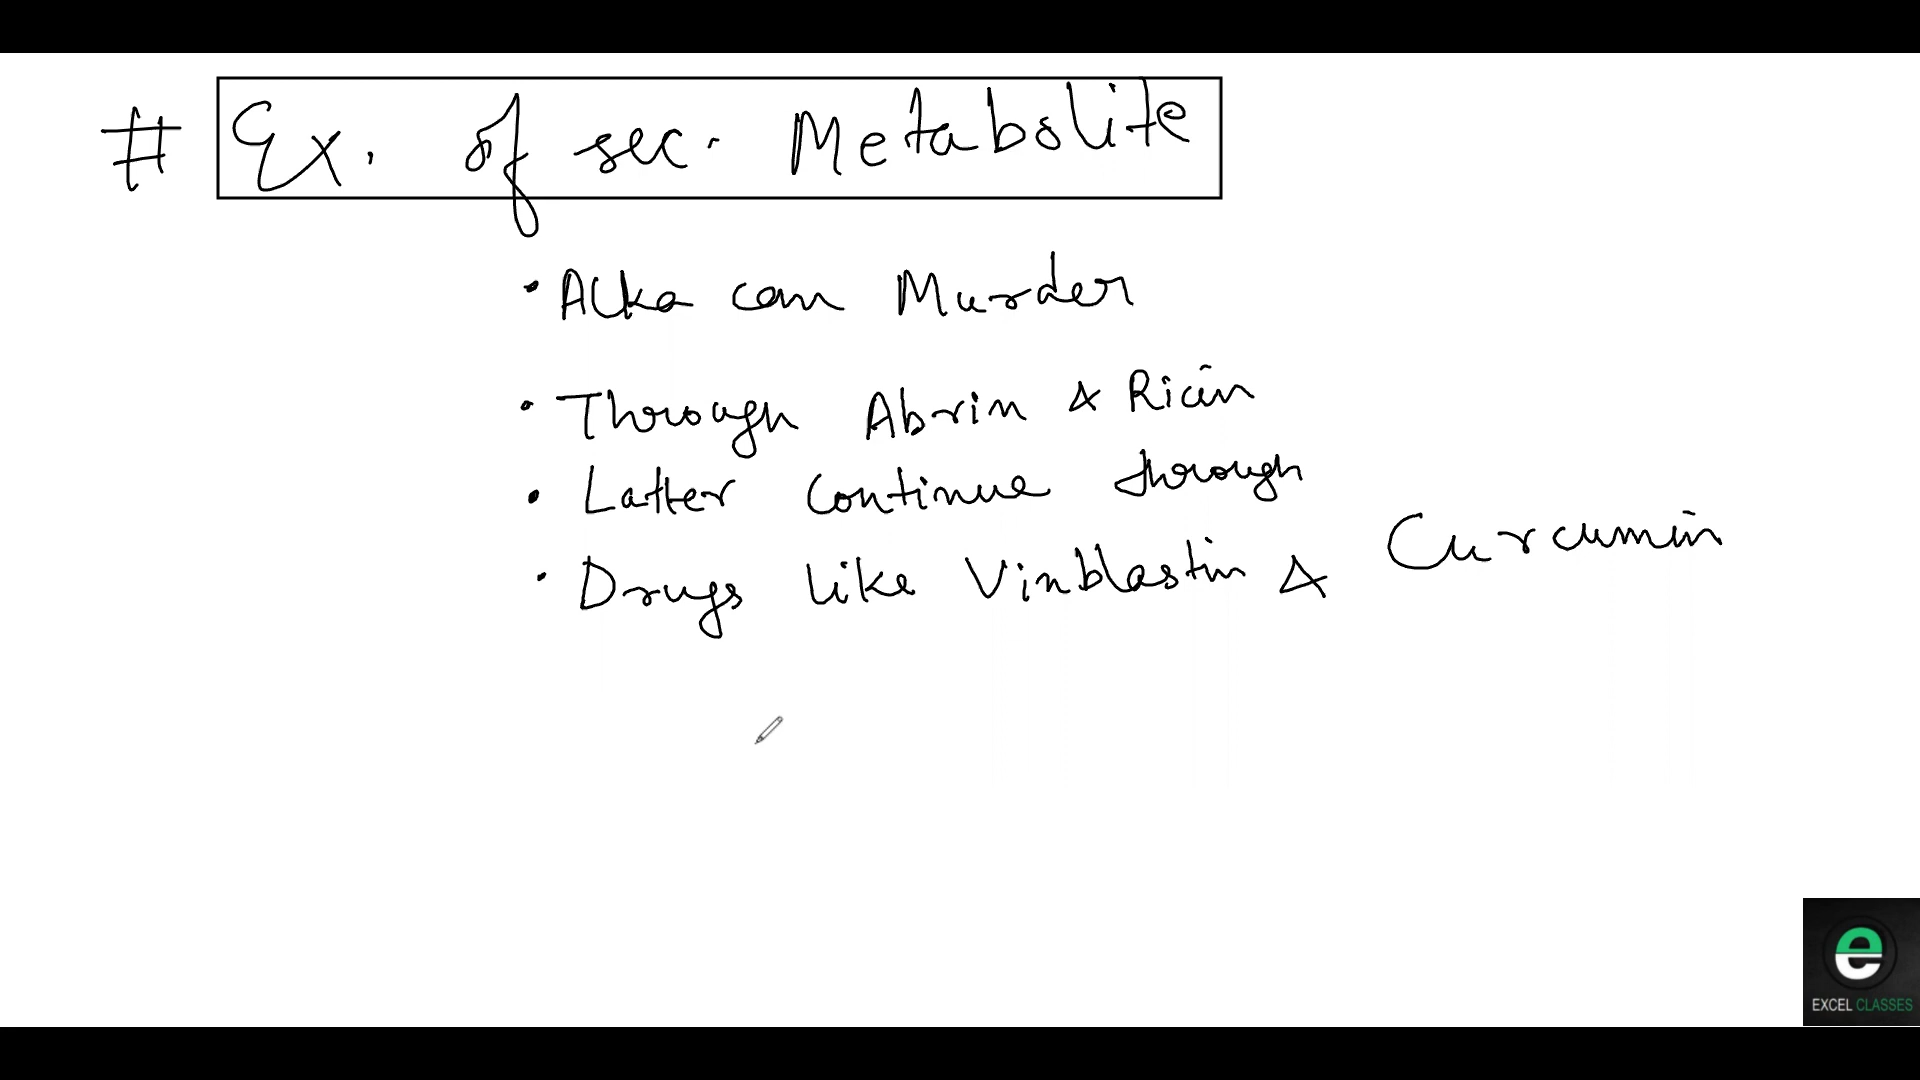 # Ex. of sec. Metabolite
• Alka can Murder
• Through Abrin & Ricin
• Latter Continue through
• Drugs like Vinblastin & Curcumin
EXCEL CLASSES